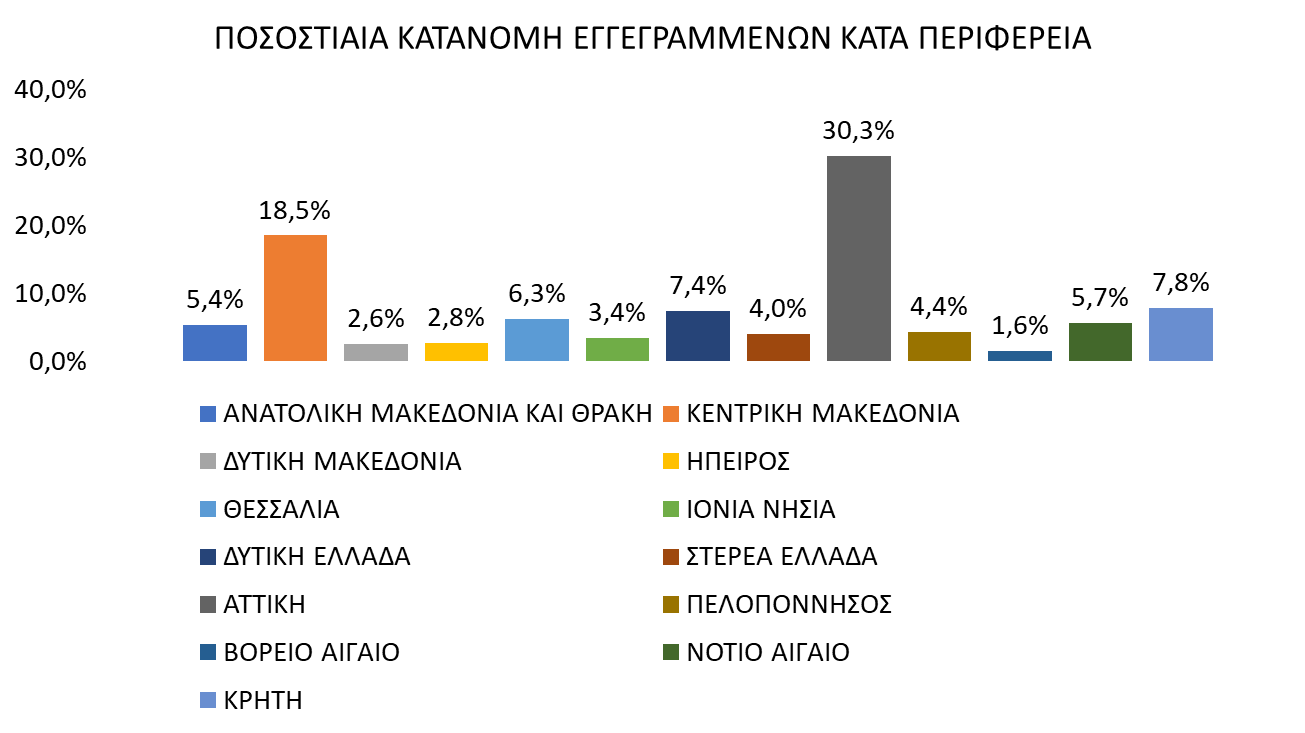 ΠΟΣΟΣΤΙΑΙΑ ΚΑΤΑΝΟΜΗ ΕΓΓΕΓΡΑΜΜΕΝΩΝ ΚΑΤΑ ΠΕΡΙΦΕΡΕΙΑ
40,0%
30,0%
20,0%
10,0%
0,0%
5,4%
18,5%
2,6%
2,8%
6,3%
3,4%
7,4%
4,0%
30,3%
4,4%
1,6%
5,7%
7,8%
ΑΝΑΤΟΛΙΚΗ ΜΑΚΕΔΟΝΙΑ ΚΑΙ ΘΡΑΚΗ
ΚΕΝΤΡΙΚΗ ΜΑΚΕΔΟΝΙΑ
ΔΥΤΙΚΗ ΜΑΚΕΔΟΝΙΑ
ΗΠΕΙΡΟΣ
ΘΕΣΣΑΛΙΑ
ΙΟΝΙΑ ΝΗΣΙΑ
ΔΥΤΙΚΗ ΕΛΛΑΔΑ
ΣΤΕΡΕΑ ΕΛΛΑΔΑ
ΑΤΤΙΚΗ
ΠΕΛΟΠΟΝΝΗΣΟΣ
ΒΟΡΕΙΟ ΑΙΓΑΙΟ
ΝΟΤΙΟ ΑΙΓΑΙΟ
ΚΡΗΤΗ